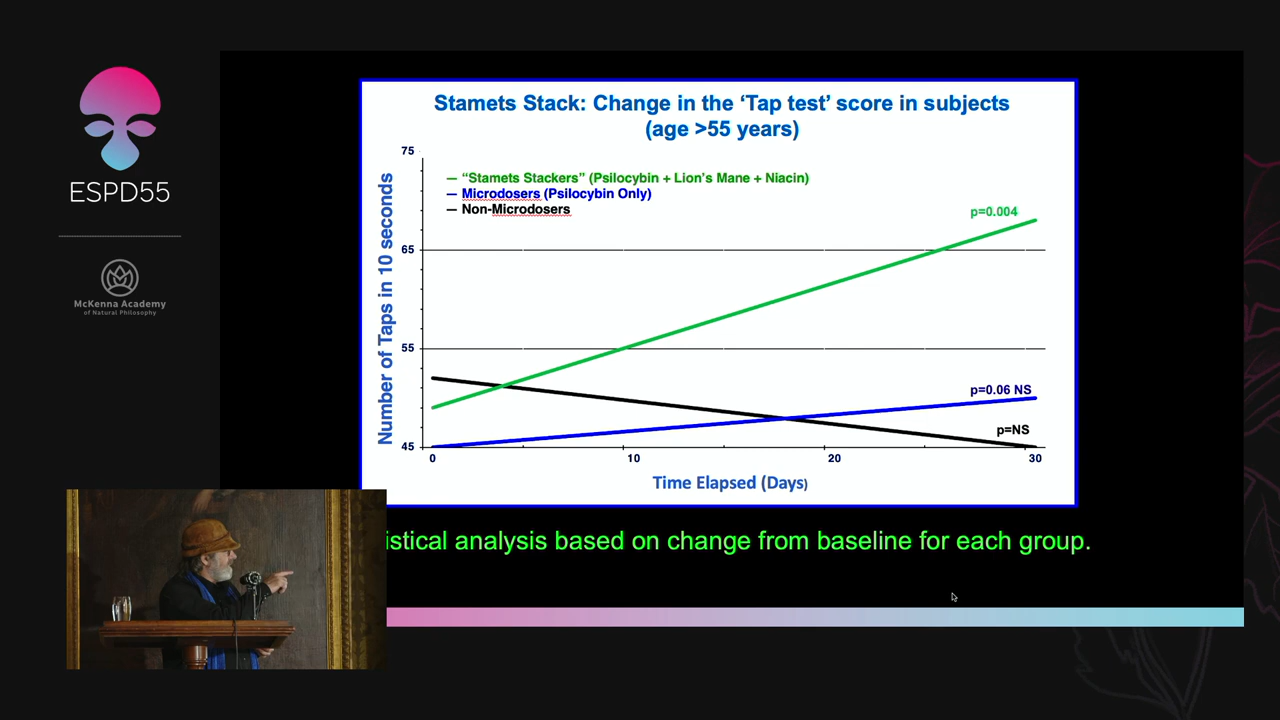 ESPD55
McKenna Academy
of Natural Philosophy
Stamets Stack: Change in the ‘Tap test’ score in subjects
(age >55 years)
Number of Taps in 10 seconds
75
65
55
45
— “Stamets Stackers” (Psilocybin + Lion’s Mane + Niacin)
— Microdosers (Psilocybin Only)
— Non-Microdosers
p=0.004
p=0.06 NS
p=NS
0
10
20
30
Time Elapsed (Days)
istical analysis based on change from baseline for each group.